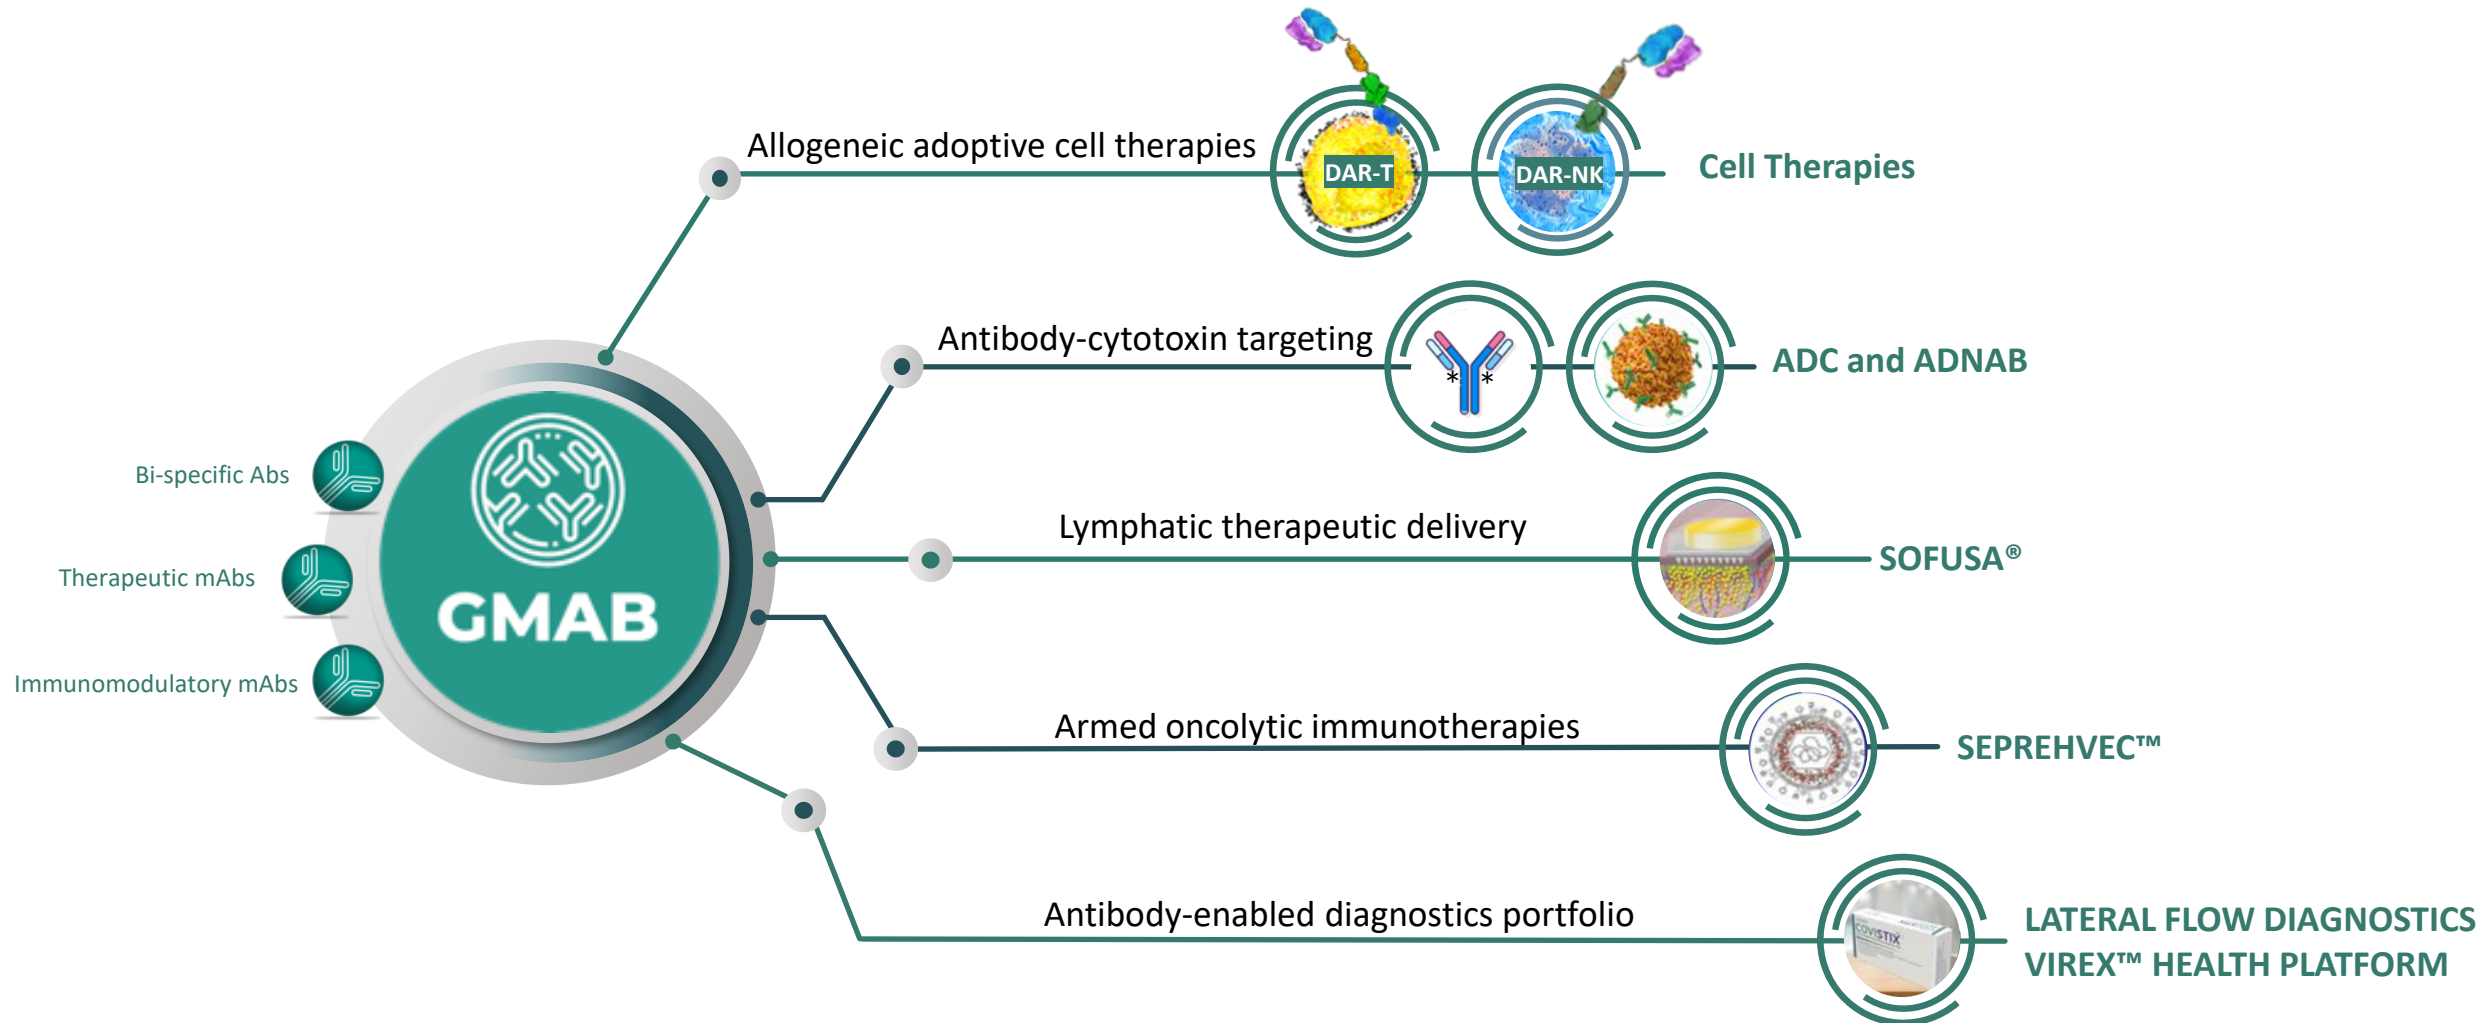 Allogeneic adoptive cell therapies
DAR-T
DAR-NK
Cell Therapies
Antibody-cytotoxin targeting
* *
ADC and ADNAB
Bi-specific Abs
Therapeutic mAbs
Immunomodulatory mAbs
GMAB
Lymphatic therapeutic delivery
SOFUSA®
Armed oncolytic immunotherapies
SEPREHVEC™
Antibody-enabled diagnostics portfolio
COVISTIX
LATERAL FLOW DIAGNOSTICS
VIREX™ HEALTH PLATFORM